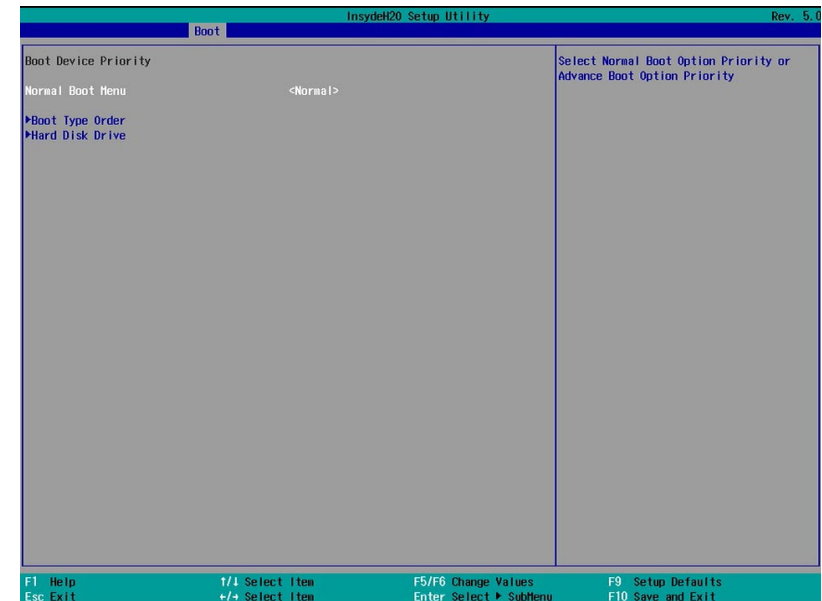 InsydeH20 Setup Utility Rev. 5.0
Boot
Boot Device Priority
Normal Boot Menu <Normal>
▶Boot Type Order
▶Hard Disk Drive
Select Normal Boot Option Priority or
Advance Boot Option Priority
F1 Help ↑/↓ Select Item F5/F6 Change Values F9 Setup Defaults
Esc Exit ←/→ Select Item Enter Select ▶ SubMenu F10 Save and Exit